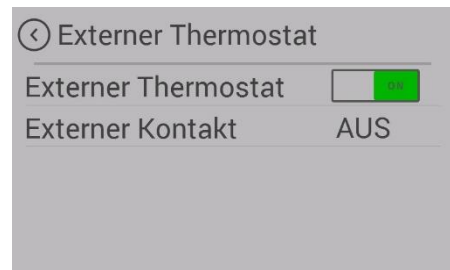 Externer Thermostat
Externer Thermostat ON
Externer Kontakt AUS